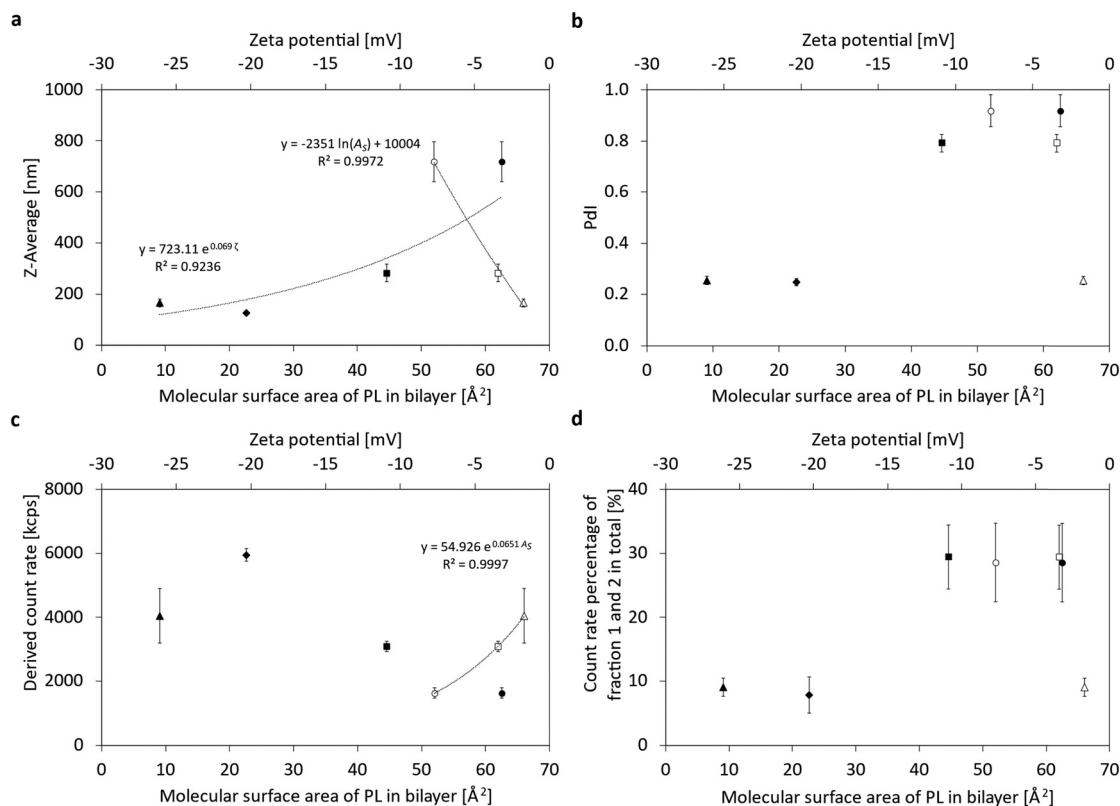 a
Zeta potential [mV]
-30 -25 -20 -15 -10 -5 0
1000
800
600
400
200
0
Z-Average [nm]
y = -2351 ln(A_S) + 10004
R² = 0.9972
y = 723.11 e^0.069 ζ
R² = 0.9236
0 10 20 30 40 50 60 70
Molecular surface area of PL in bilayer [Å²]
b
Zeta potential [mV]
-30 -25 -20 -15 -10 -5 0
1.0
0.8
0.6
0.4
0.2
0.0
PdI
0 10 20 30 40 50 60 70
Molecular surface area of PL in bilayer [Å²]
c
Zeta potential [mV]
-30 -25 -20 -15 -10 -5 0
8000
6000
4000
2000
0
Derived count rate [kcps]
y = 54.926 e^0.0651 A_S
R² = 0.9997
0 10 20 30 40 50 60 70
Molecular surface area of PL in bilayer [Å²]
d
Zeta potential [mV]
-30 -25 -20 -15 -10 -5 0
40
30
20
10
0
Count rate percentage of
fraction 1 and 2 in total [%]
0 10 20 30 40 50 60 70
Molecular surface area of PL in bilayer [Å²]